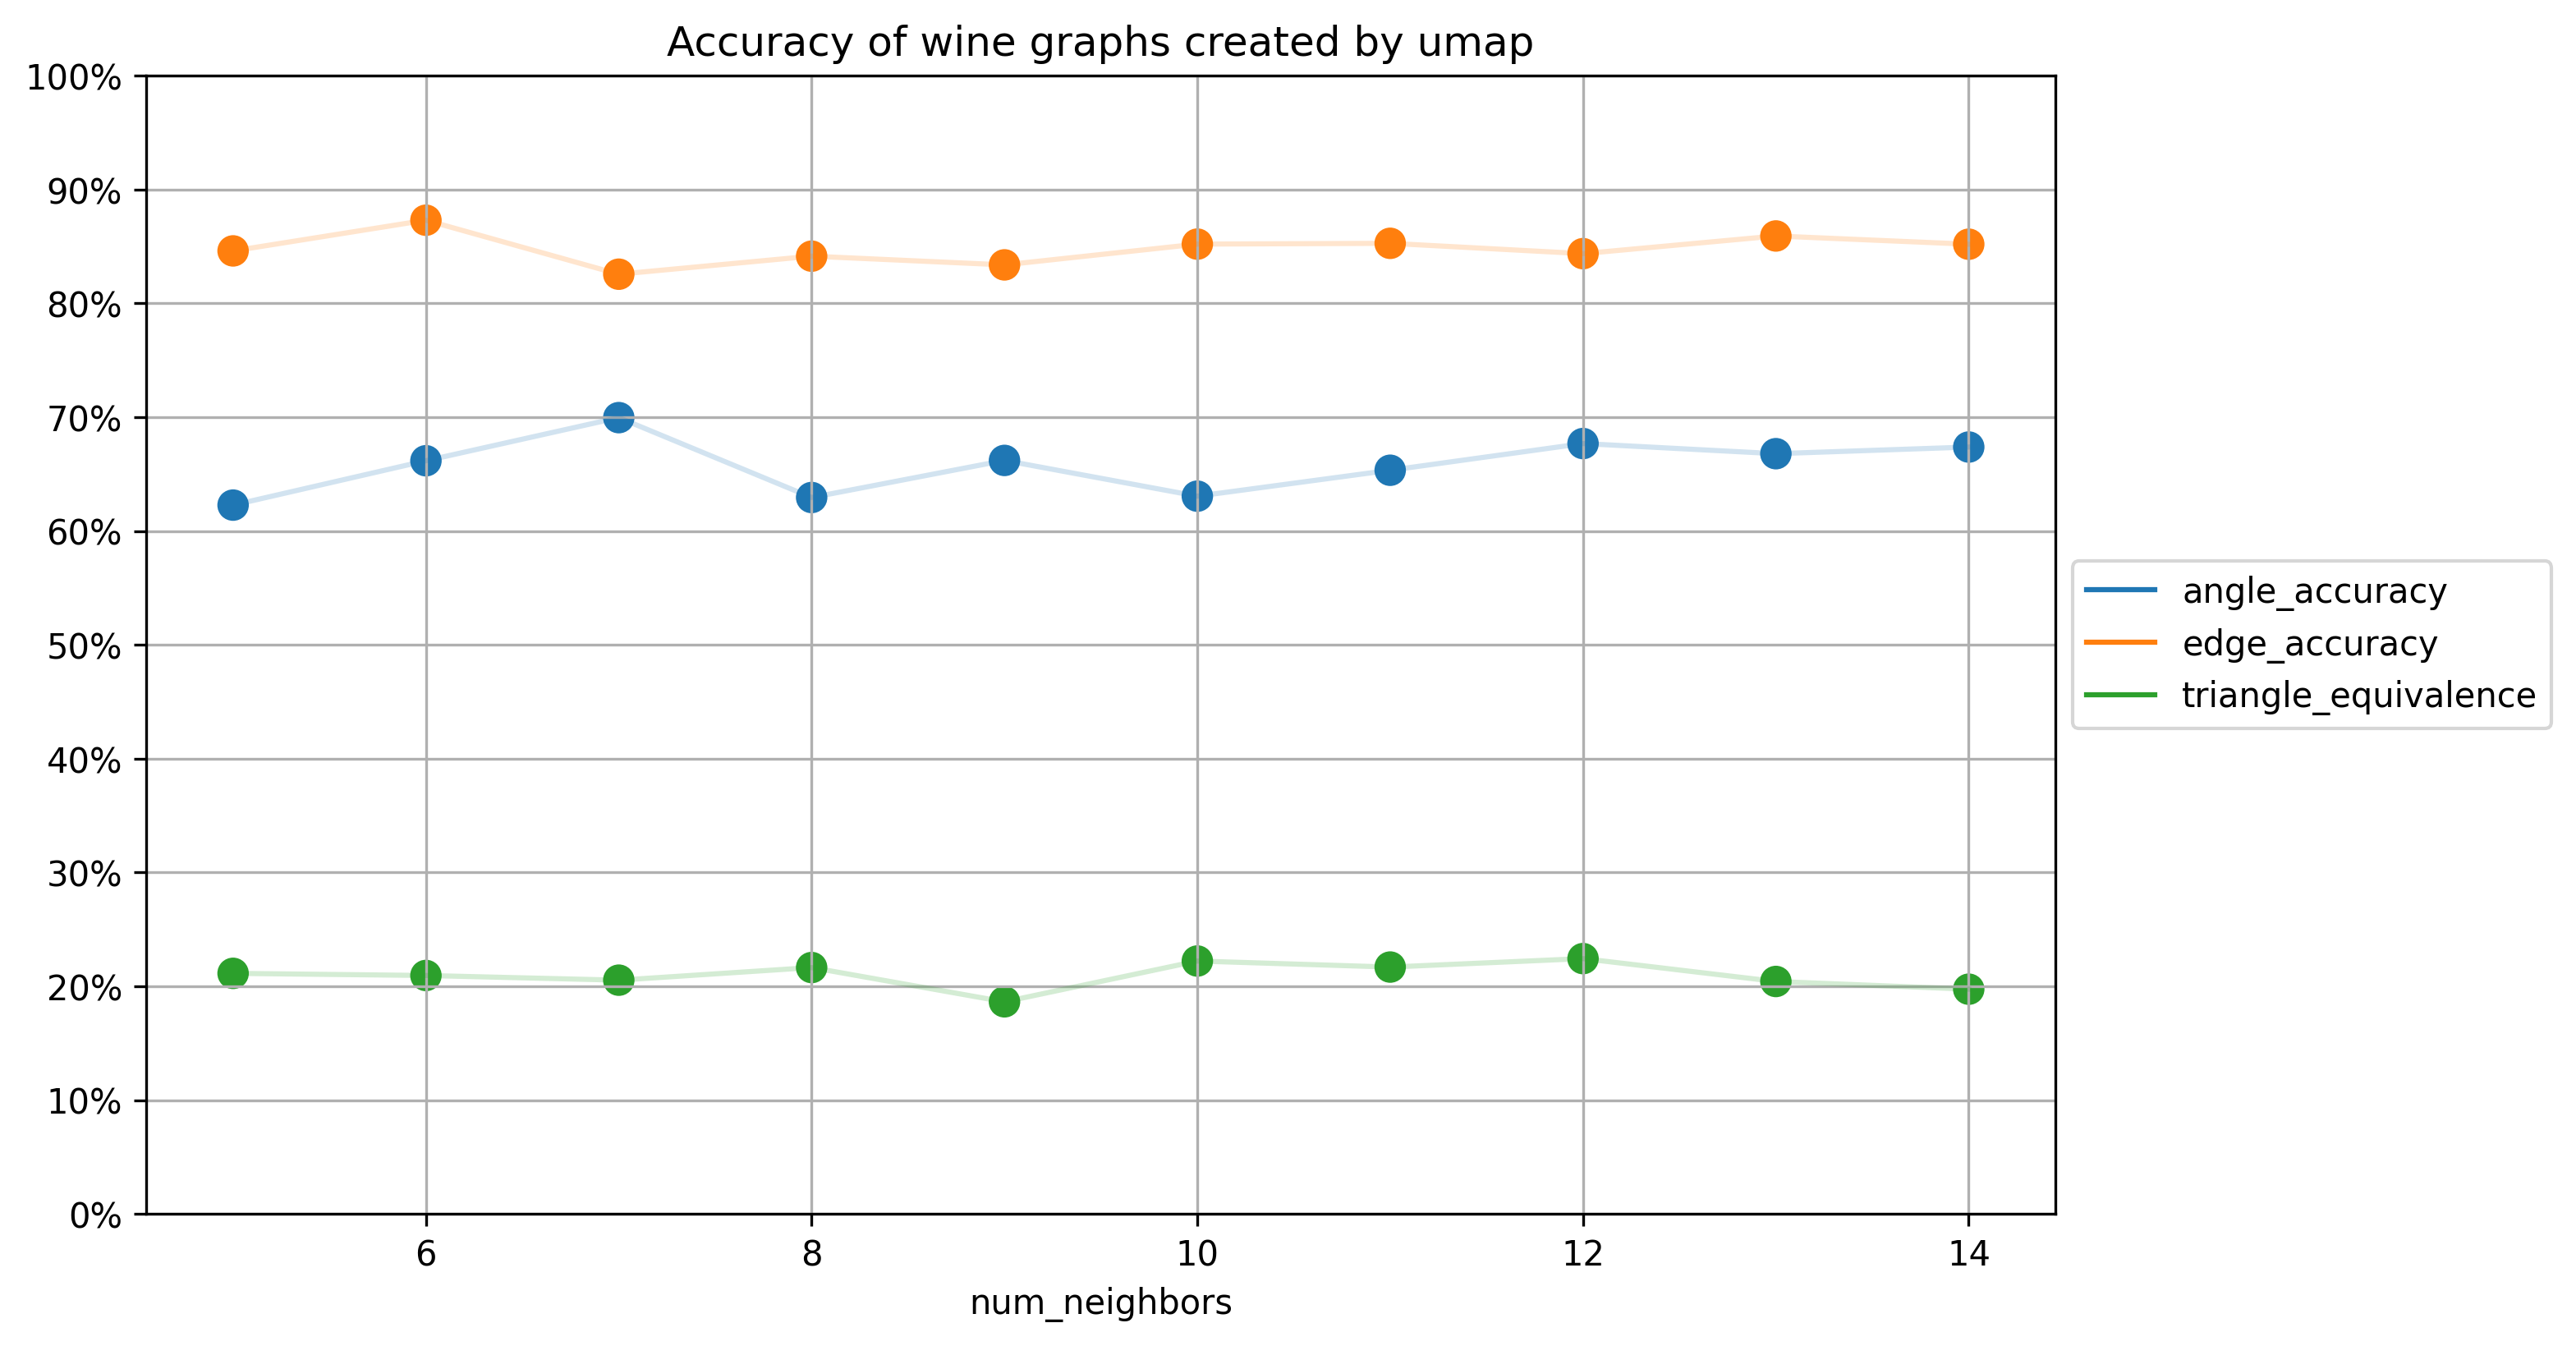 Accuracy of wine graphs created by umap
100%
90%
80%
70%
60%
50%
40%
30%
20%
10%
0%
6 8 10 12 14
num_neighbors
angle_accuracy
edge_accuracy
triangle_equivalence